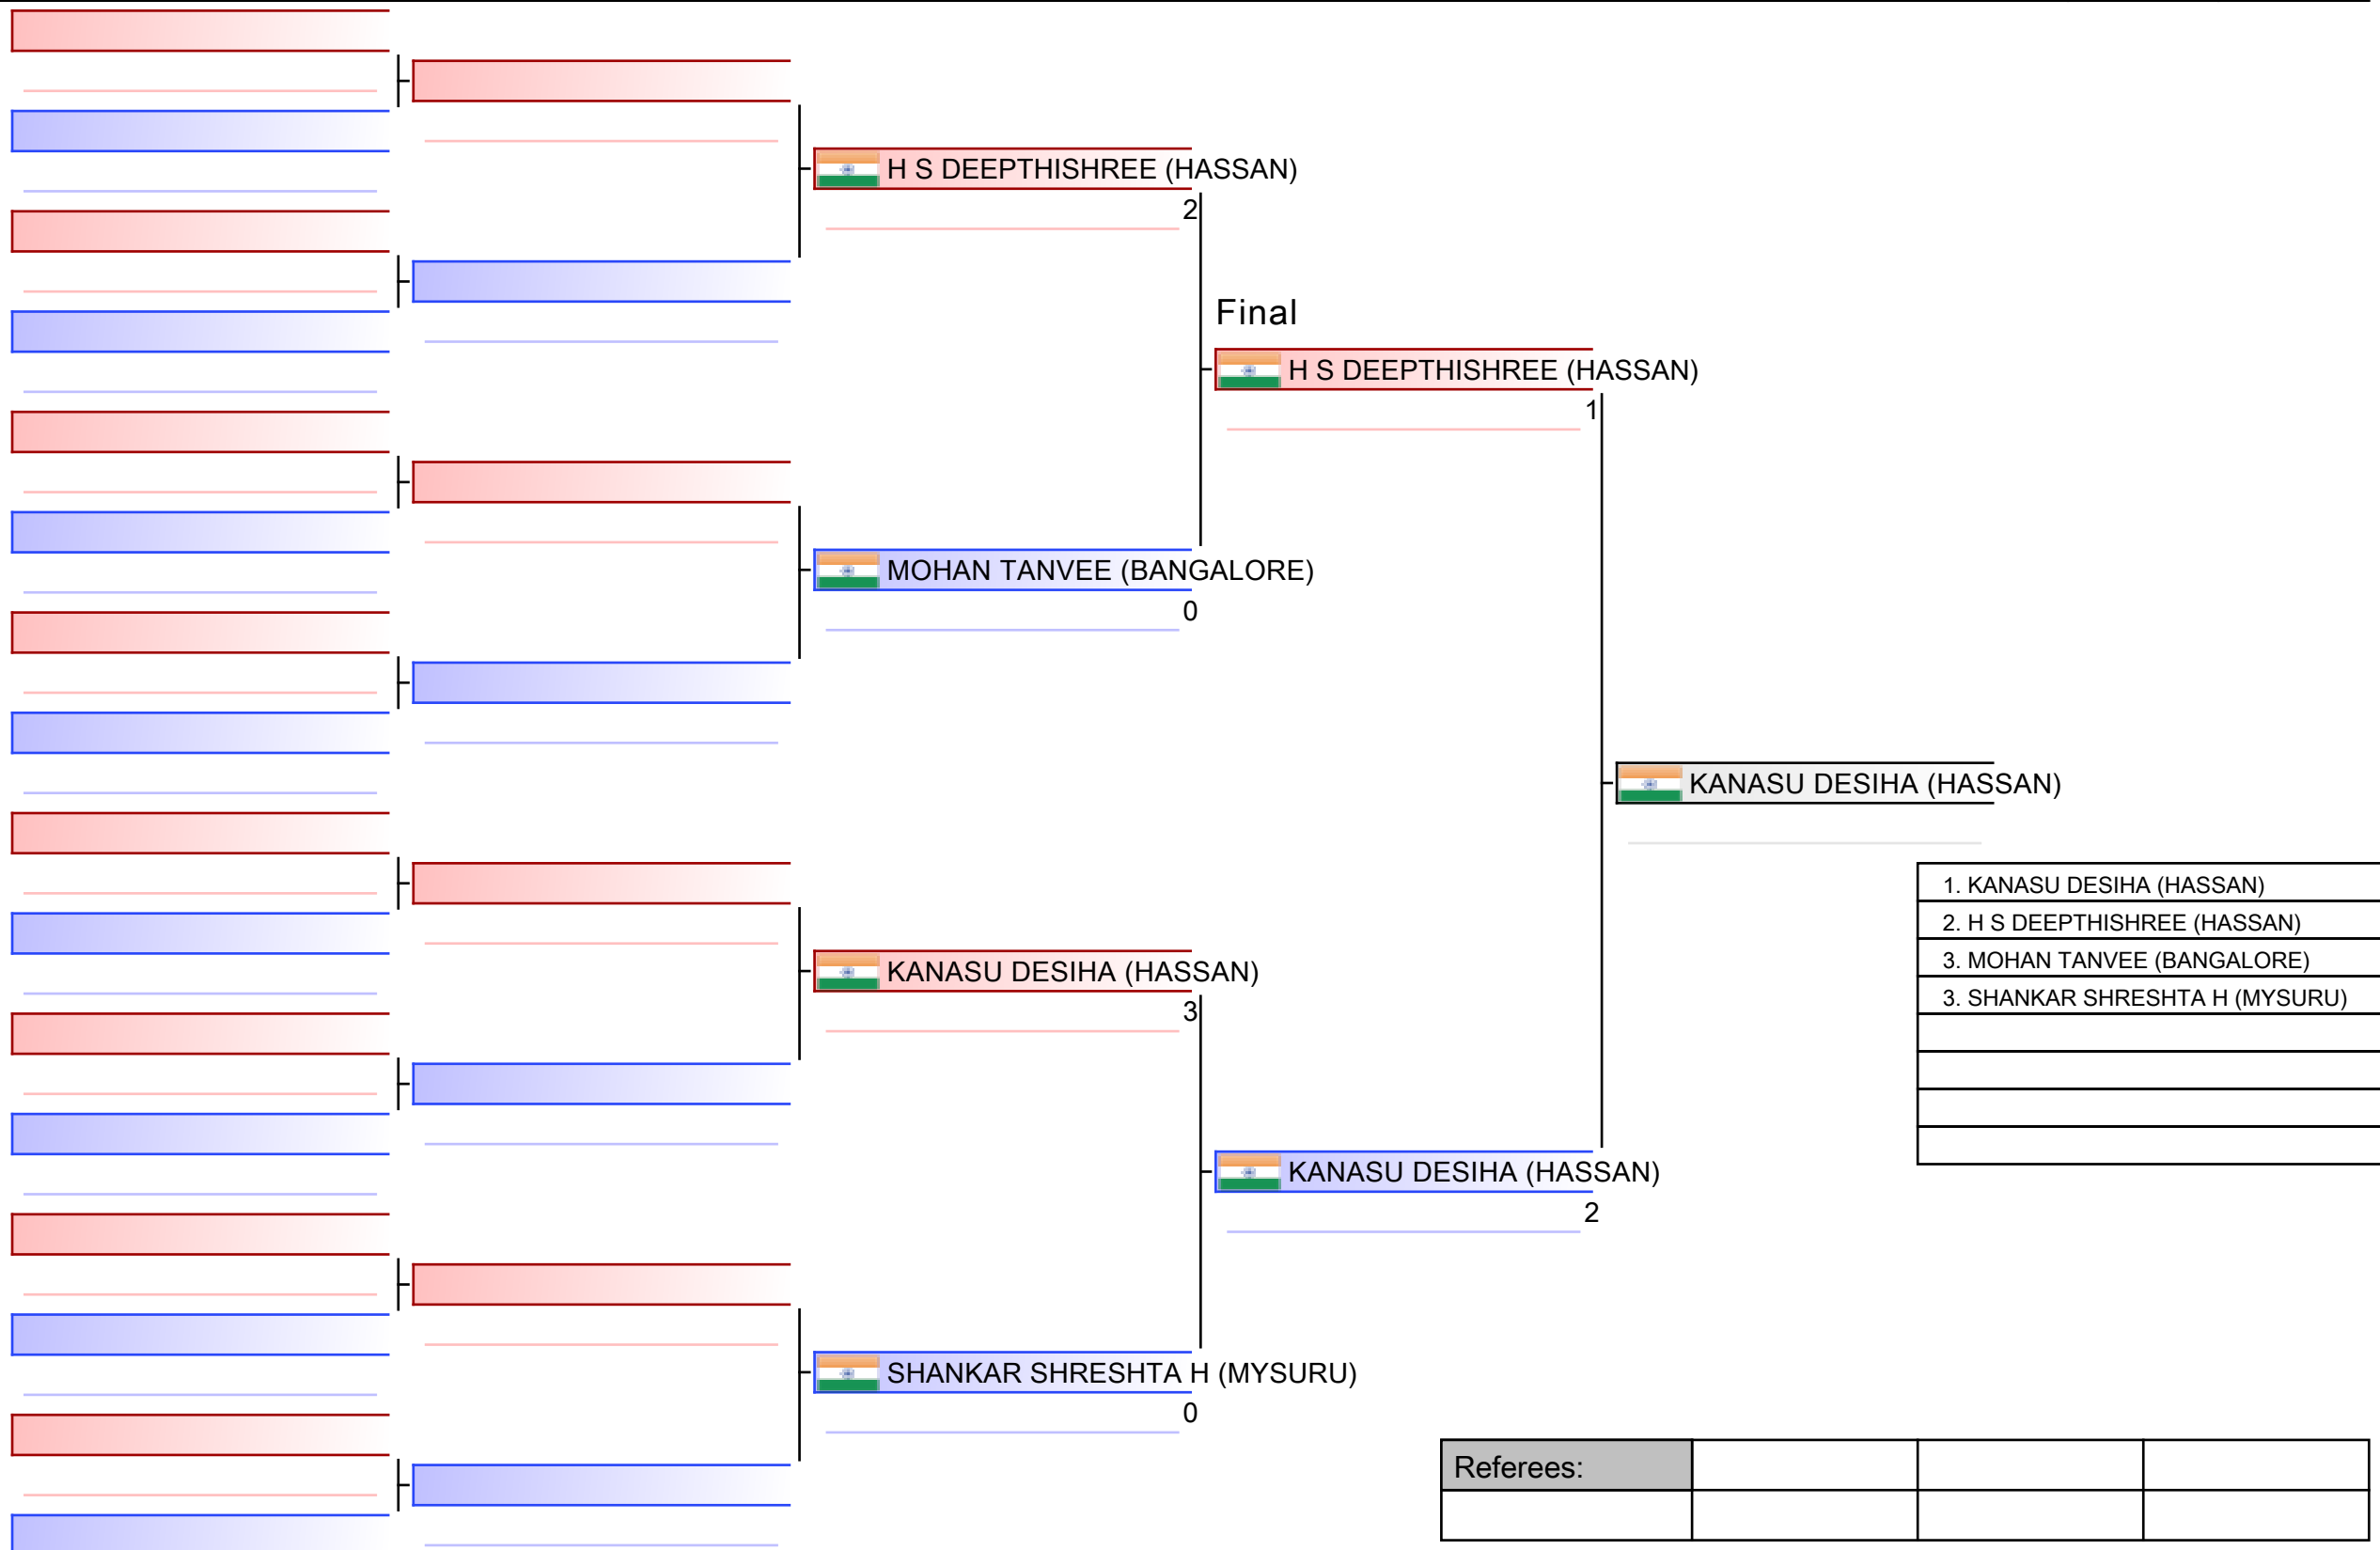 H S DEEPTHISHREE (HASSAN)
2
Final
H S DEEPTHISHREE (HASSAN)
1
MOHAN TANVEE (BANGALORE)
0
KANASU DESIHA (HASSAN)
1. KANASU DESIHA (HASSAN)
2. H S DEEPTHISHREE (HASSAN)
3. MOHAN TANVEE (BANGALORE)
3. SHANKAR SHRESHTA H (MYSURU)
KANASU DESIHA (HASSAN)
3
KANASU DESIHA (HASSAN)
2
SHANKAR SHRESHTA H (MYSURU)
0
Referees: